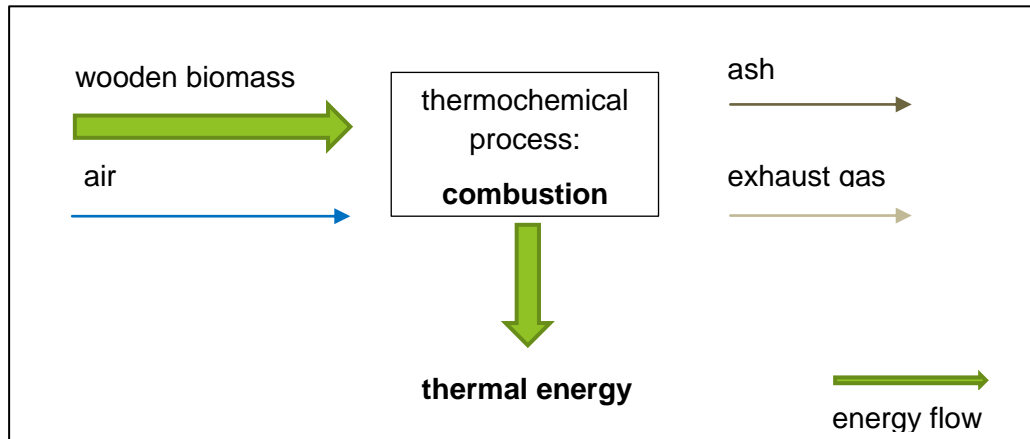 wooden biomass
air
thermochemical
process:
combustion
ash
exhaust gas
thermal energy
energy flow